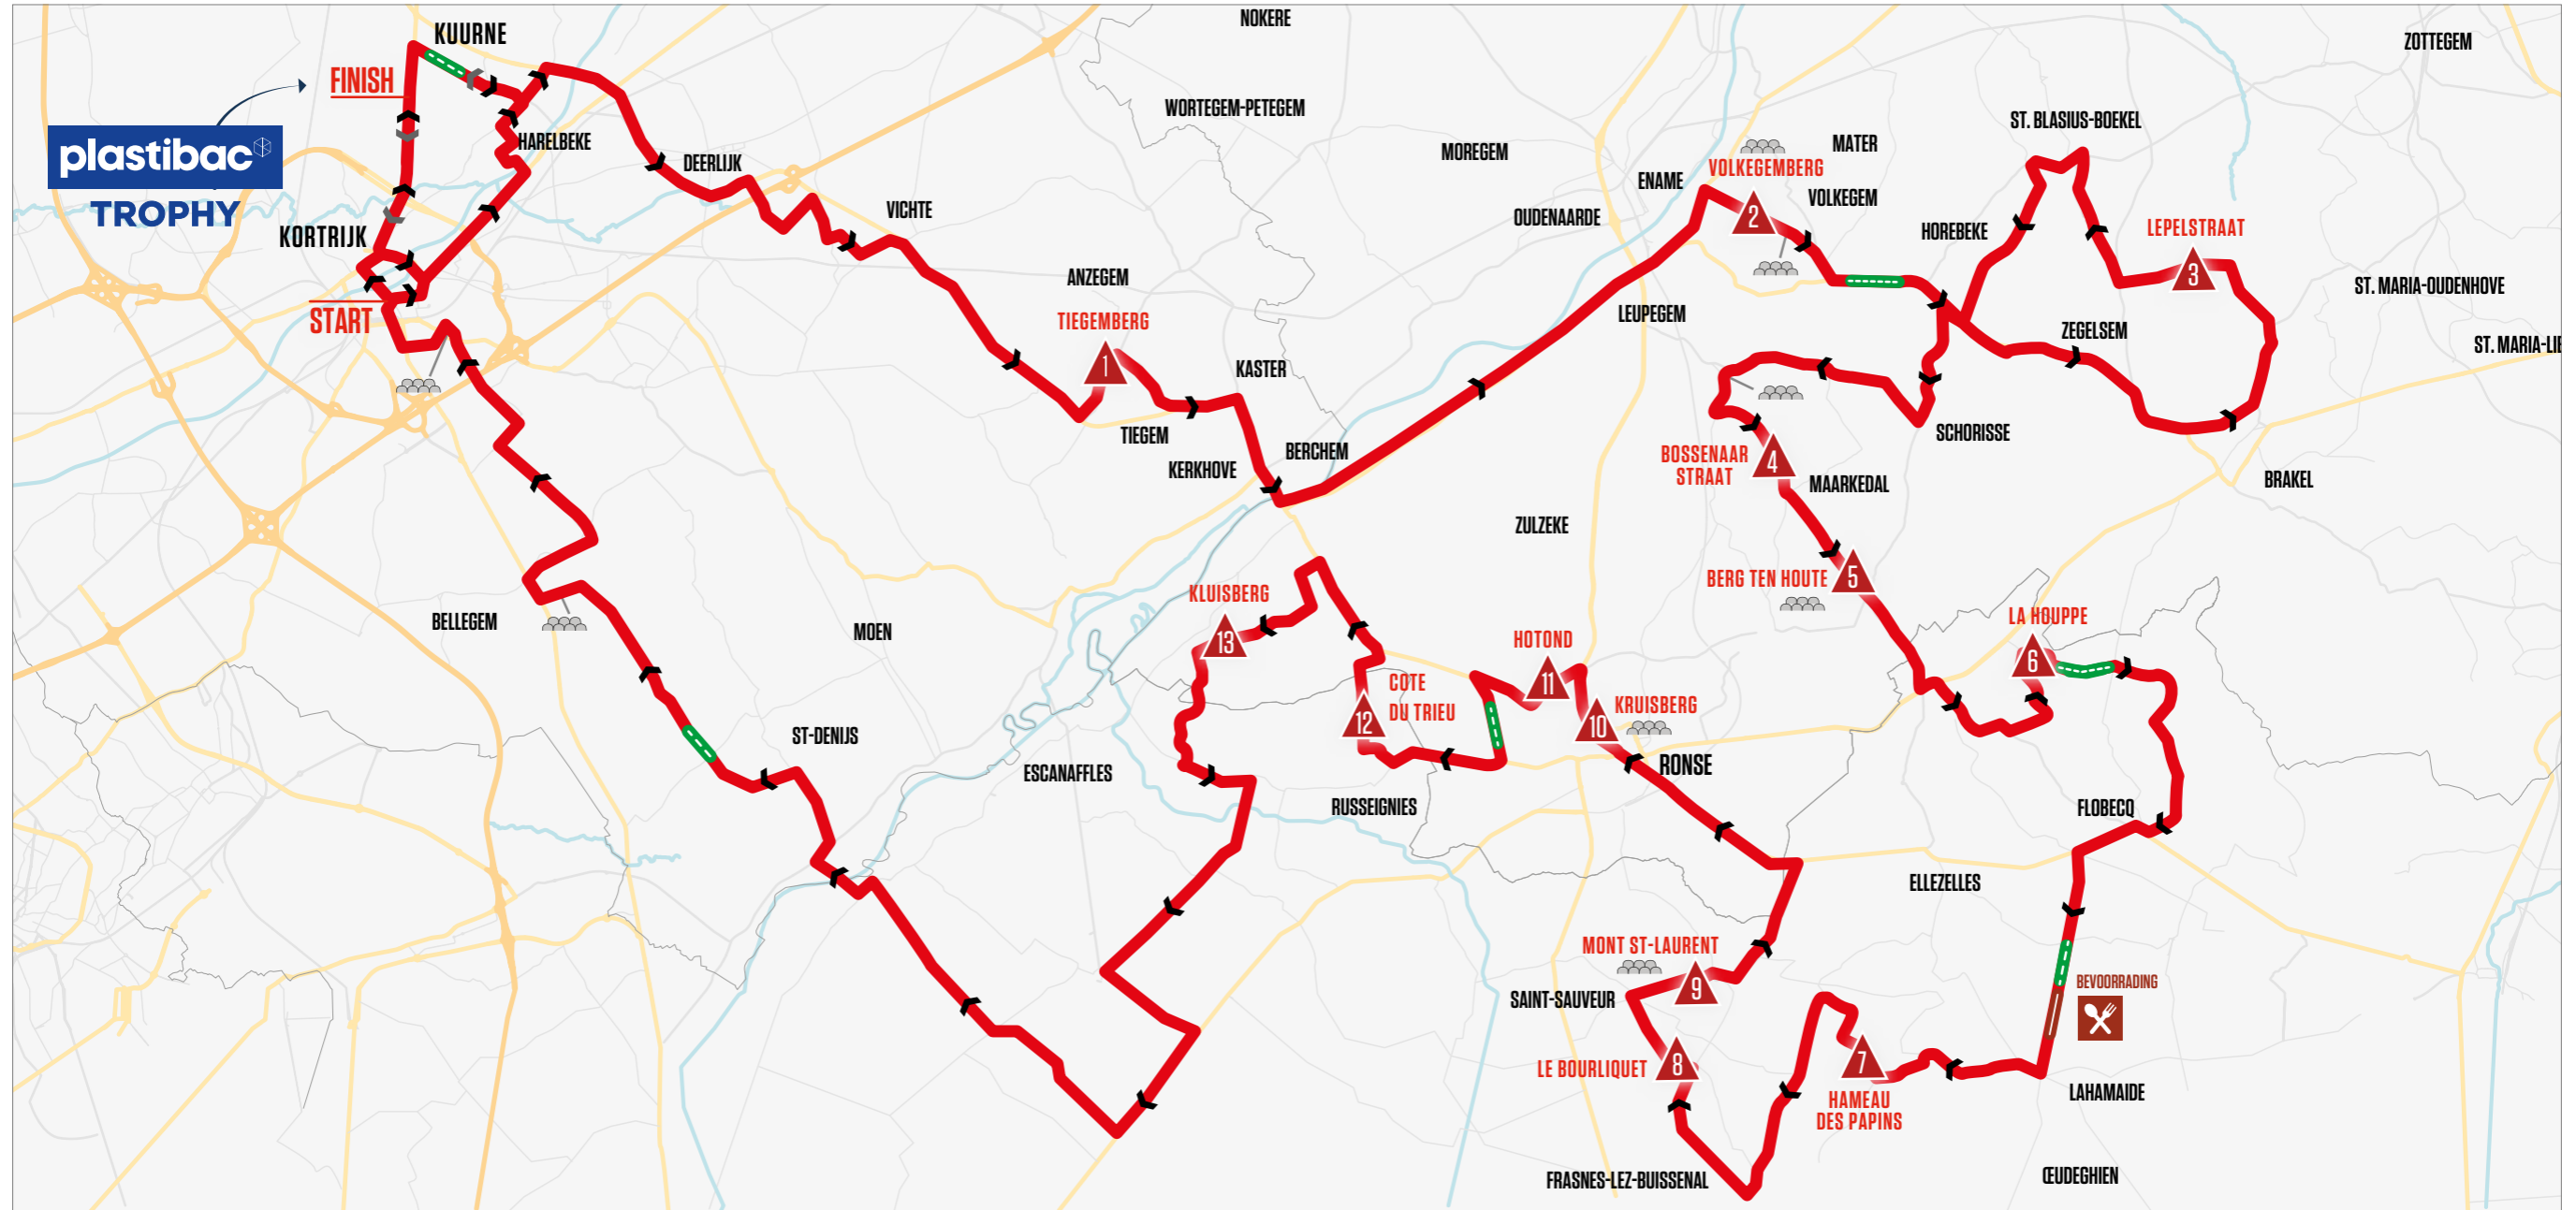 NOKERE
ZOTTEGEM
KUURNE
FINISH
WORTEGEM-PETEGEM
ST. BLASIUS-BOEKEL
plastibac
TROPHY
HARELBEKE
DEERLIJK
MOREGEM
MATER
VOLKEGEMBERG
ENAME
VOLKEGEM
2
VICHTE
OUDENAARDE
HOREBEKE
LEPELSTRAAT
3
KORTRIJK
ANZEGEM
ST. MARIA-OUDENHOVE
START
TIEGEMBERG
1
LEUPEGEM
ZEGELSEM
ST. MARIA-LIE
KASTER
TIEGEM
BERCHEM
SCHORISSE
KERKHOVE
BOSSENAAR
STRAAT
4
MAARKEDAL
BRAKEL
ZULZEKE
BERG TEN HOUTE
5
KLUISBERG
13
BELLEGEM
MOEN
HOTOND
11
LA HOUPPE
6
COTE
DU TRIEU
12
KRUISBERG
10
ST-DENIJS
ESCANAFFLES
RONSE
RUSSEIGNIES
FLOBECQ
ELLEZELLES
MONT ST-LAURENT
9
SAINT-SAUVEUR
BEVOORRADING
LE BOURLIQUET
8
7
HAMEAU
DES PAPINS
LAHAMAIDE
FRASNES-LEZ-BUISSENAL
ŒUDEGHIEN